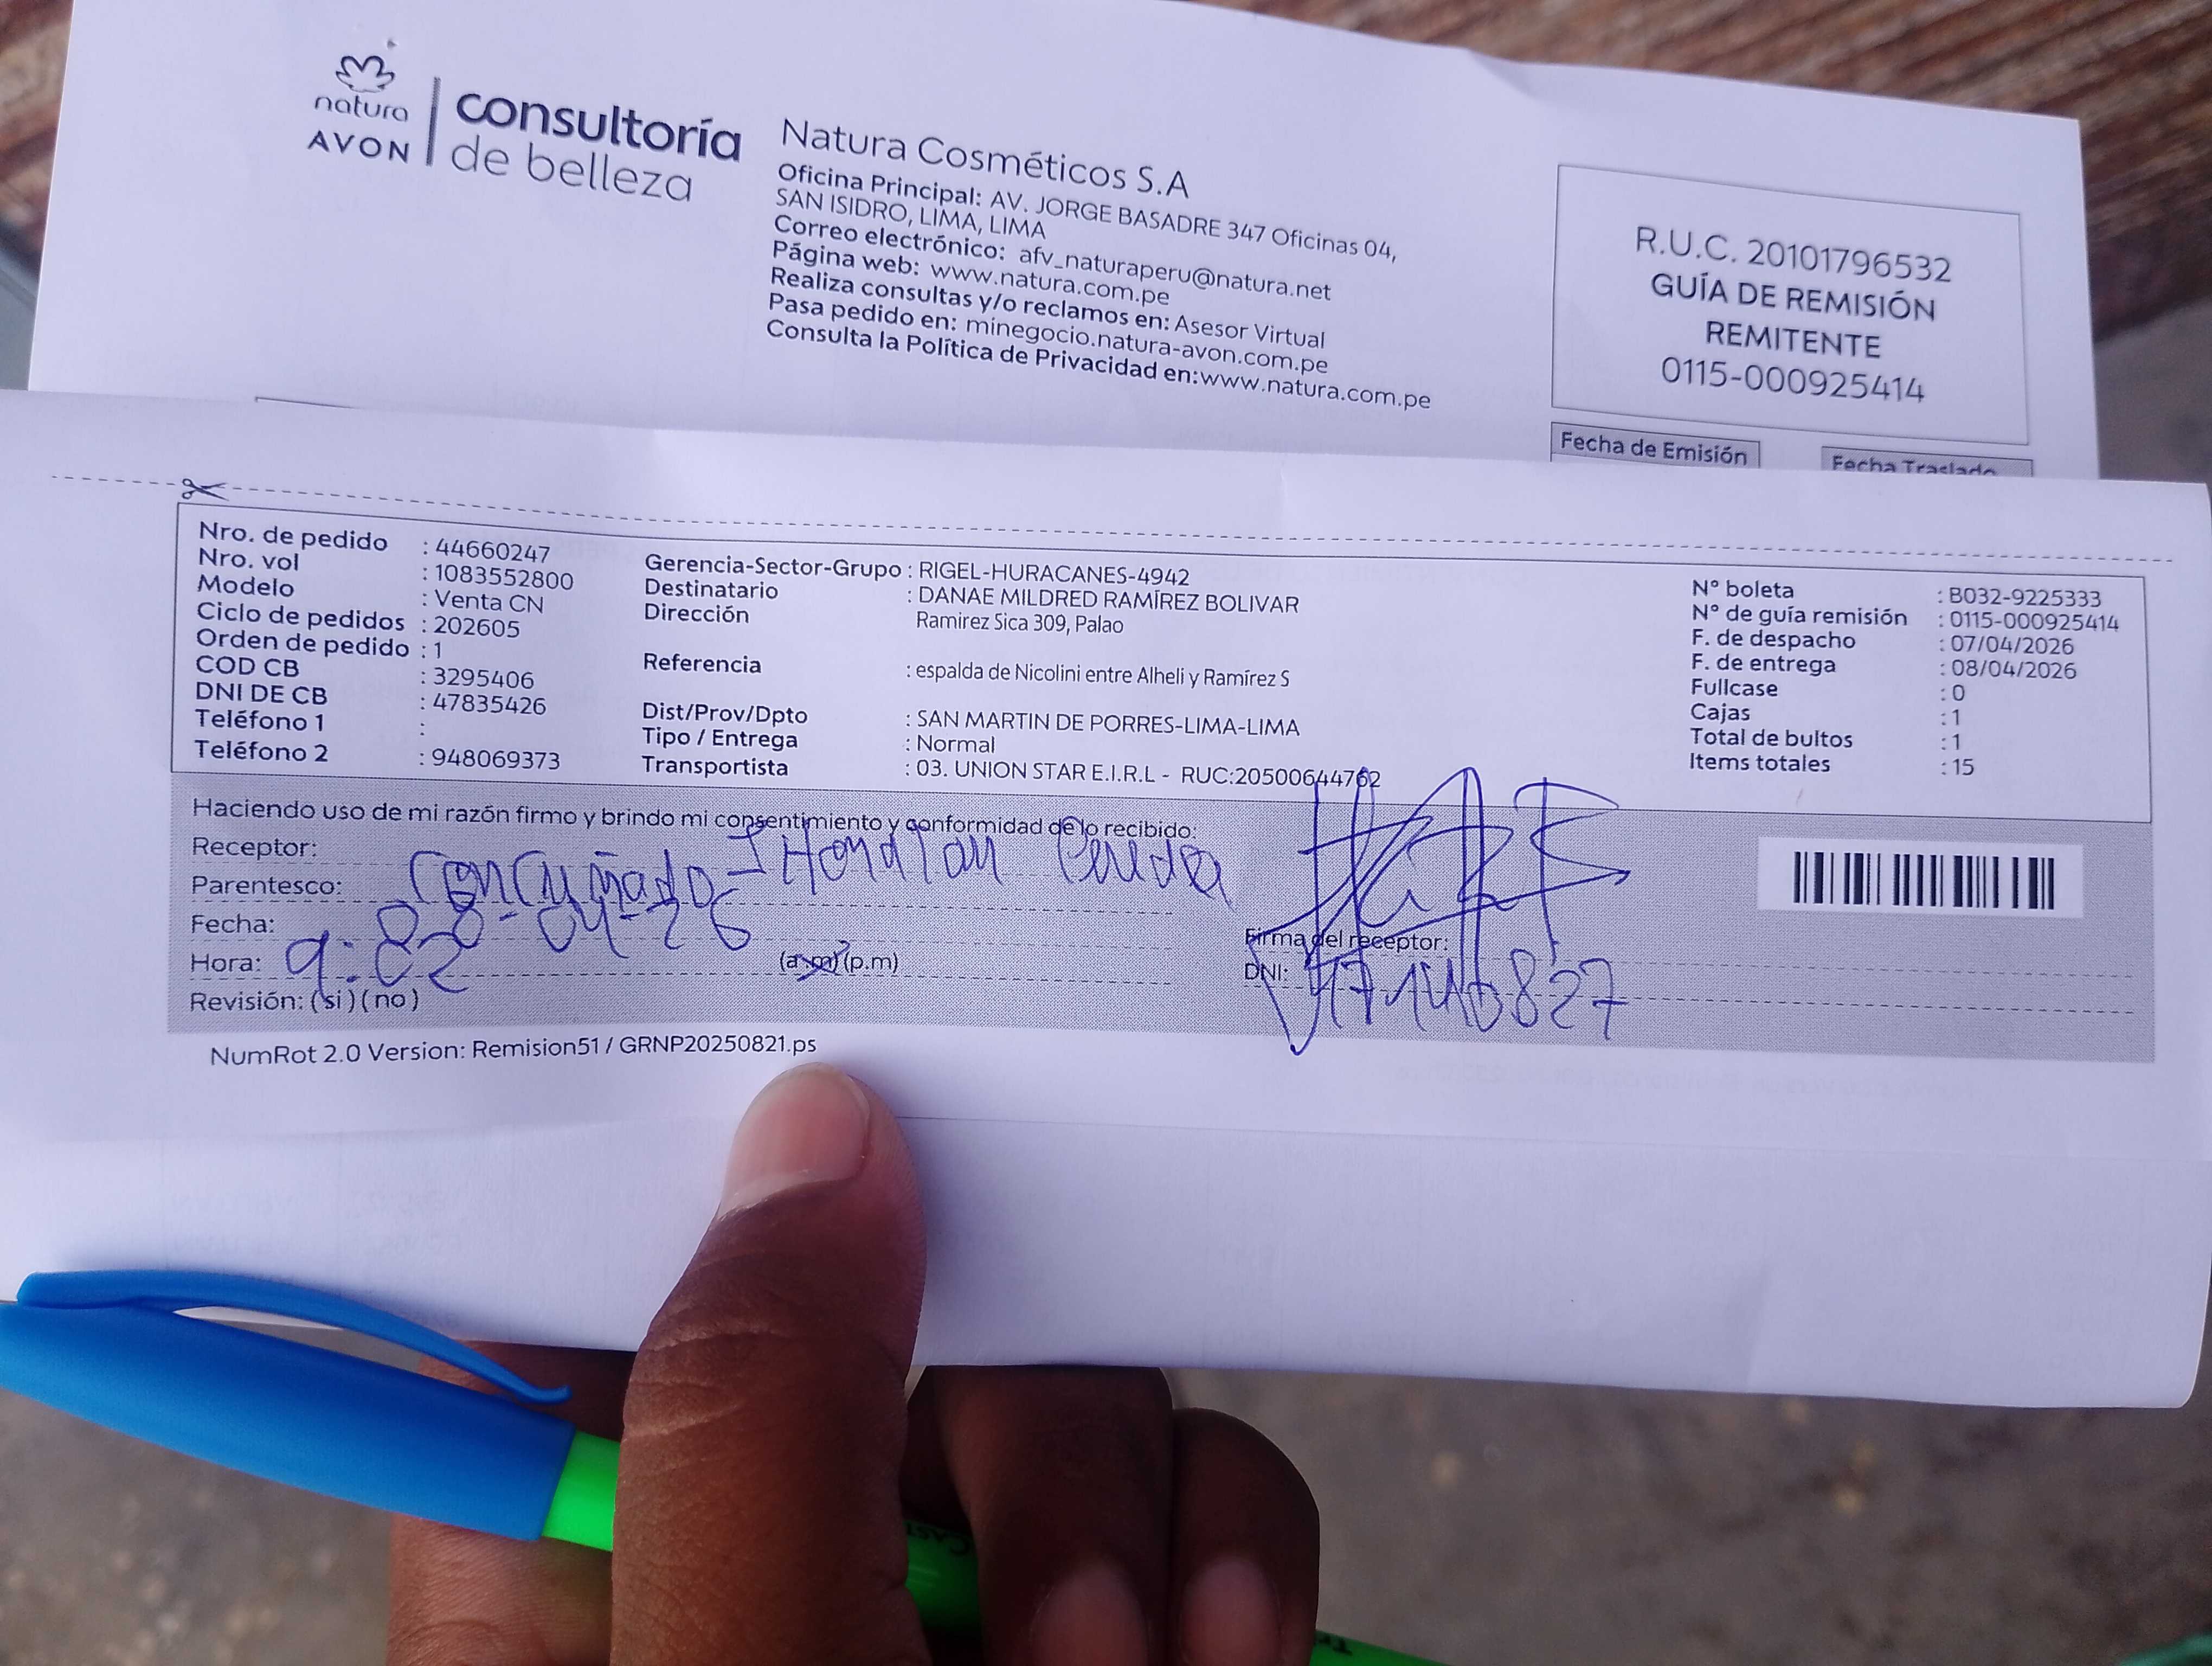 natura
AVON
consultoría
de belleza
Natura Cosméticos S.A
Oficina Principal: AV. JORGE BASADRE 347 Oficinas 04,
SAN ISIDRO, LIMA, LIMA
Correo electrónico: afv_naturaperu@natura.net
Página web: www.natura.com.pe
Realiza consultas y/o reclamos en: Asesor Virtual
Pasa pedido en: minegocio.natura-avon.com.pe
Consulta la Política de Privacidad en:www.natura.com.pe
R.U.C. 20101796532
GUÍA DE REMISIÓN
REMITENTE
0115-000925414
Fecha de Emisión
Fecha Traslado
Nro. de pedido : 44660247
Nro. vol : 1083552800
Modelo : Venta CN
Ciclo de pedidos : 202605
Orden de pedido : 1
COD CB : 3295406
DNI DE CB : 47835426
Teléfono 1 :
Teléfono 2 : 948069373
Gerencia-Sector-Grupo : RIGEL-HURACANES-4942
Destinatario : DANAE MILDRED RAMÍREZ BOLIVAR
Dirección Ramirez Sica 309, Palao
Referencia : espalda de Nicolini entre Alheli y Ramírez S
Dist/Prov/Dpto : SAN MARTIN DE PORRES-LIMA-LIMA
Tipo / Entrega : Normal
Transportista : 03. UNION STAR E.I.R.L - RUC:20500644762
N° boleta : B032-9225333
N° de guía remisión : 0115-000925414
F. de despacho : 07/04/2026
F. de entrega : 08/04/2026
Fullcase : 0
Cajas : 1
Total de bultos : 1
Items totales : 15
Haciendo uso de mi razón firmo y brindo mi consentimiento y conformidad de lo recibido:
Receptor:
Parentesco: Concuñado - Jhonatan
Fecha: 08-04-26
Hora: 9:02 (a.m) (p.m)
Revisión: (si) (no)
Firma del receptor:
DNI:
NumRot 2.0 Version: Remision51 / GRNP20250821.ps